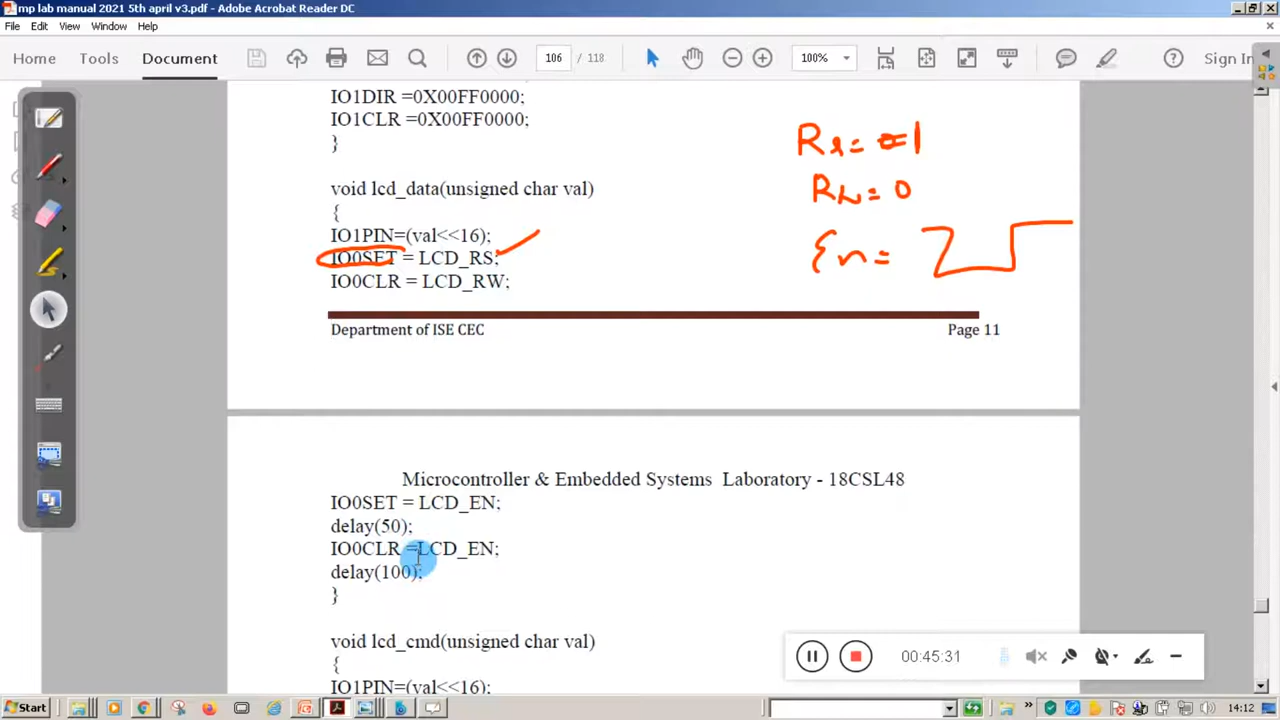 mp lab manual 2021 5th april v3.pdf - Adobe Acrobat Reader DC
File Edit View Window Help
Home Tools Document 106 / 118 100% Sign In
IO1DIR =0X00FF0000;
IO1CLR =0X00FF0000;
}
void lcd_data(unsigned char val)
{
IO1PIN=(val<<16);
IO0SET = LCD_RS;
IO0CLR = LCD_RW;
Rs= 1
Rw= 0
En=
Department of ISE CEC Page 11
Microcontroller & Embedded Systems Laboratory - 18CSL48
IO0SET = LCD_EN;
delay(50);
IO0CLR =LCD_EN;
delay(100);
}
void lcd_cmd(unsigned char val)
{
IO1PIN=(val<<16);
00:45:31
Start 14:12